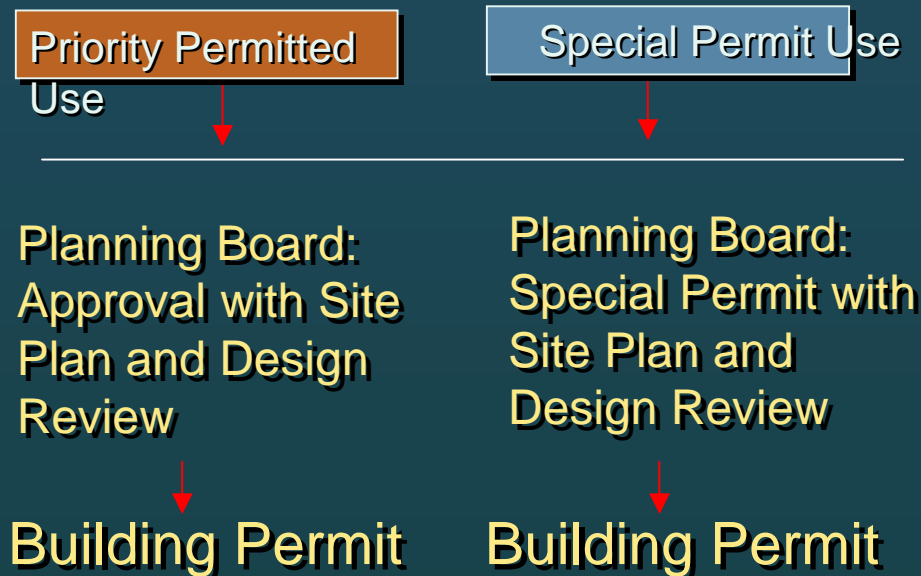 Priority Permitted
Use
Special Permit Use
Planning Board:
Approval with Site
Plan and Design
Review
Planning Board:
Special Permit with
Site Plan and
Design Review
Building Permit
Building Permit